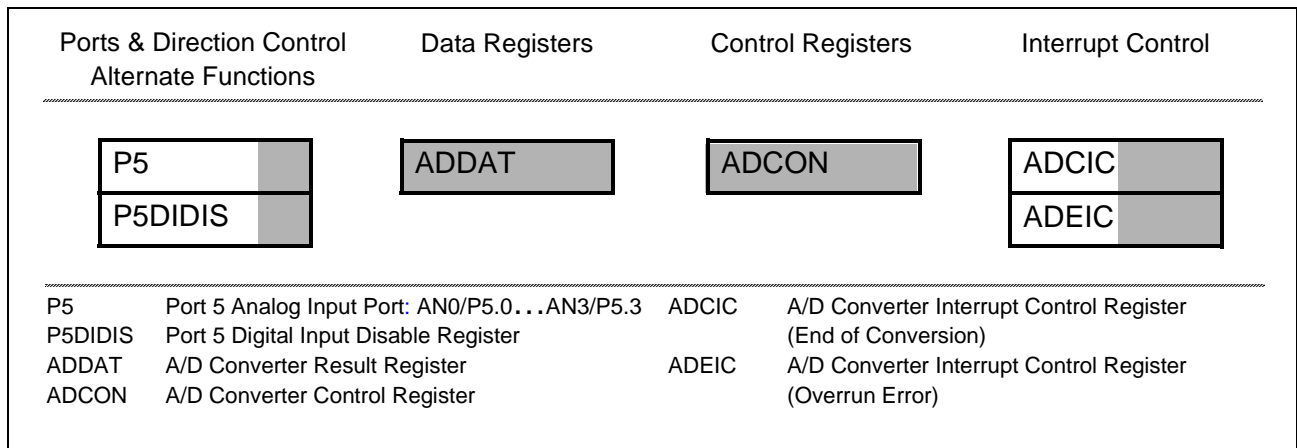 Ports & Direction Control
Alternate Functions
Data Registers
Control Registers
Interrupt Control
P5
ADDAT
ADCON
ADCIC
P5DIDIS
ADEIC
P5 Port 5 Analog Input Port: AN0/P5.0...AN3/P5.3
P5DIDIS Port 5 Digital Input Disable Register
ADDAT A/D Converter Result Register
ADCON A/D Converter Control Register
ADCIC A/D Converter Interrupt Control Register
(End of Conversion)
ADEIC A/D Converter Interrupt Control Register
(Overrun Error)